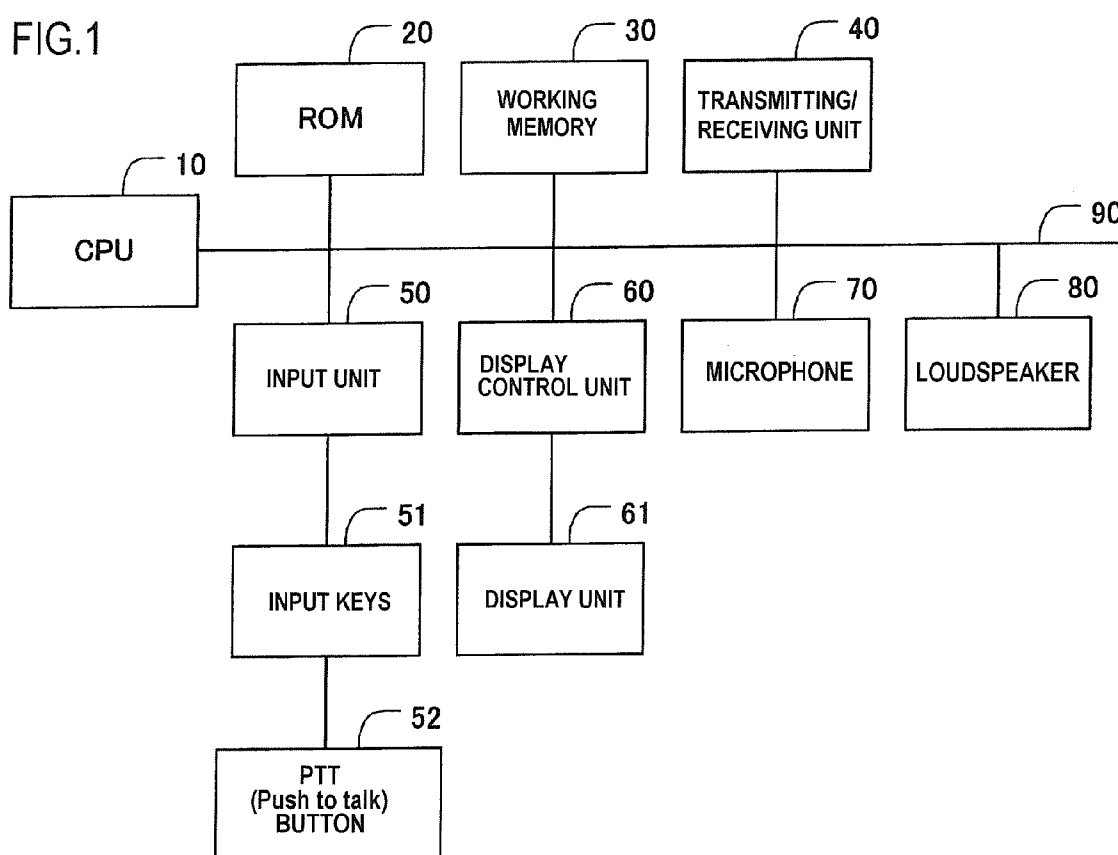 FIG.1
20
30
40
ROM
WORKING
MEMORY
TRANSMITTING/
RECEIVING UNIT
10
CPU
90
50
60
70
80
INPUT UNIT
DISPLAY
CONTROL UNIT
MICROPHONE
LOUDSPEAKER
51
61
INPUT KEYS
DISPLAY UNIT
52
PTT
(Push to talk)
BUTTON